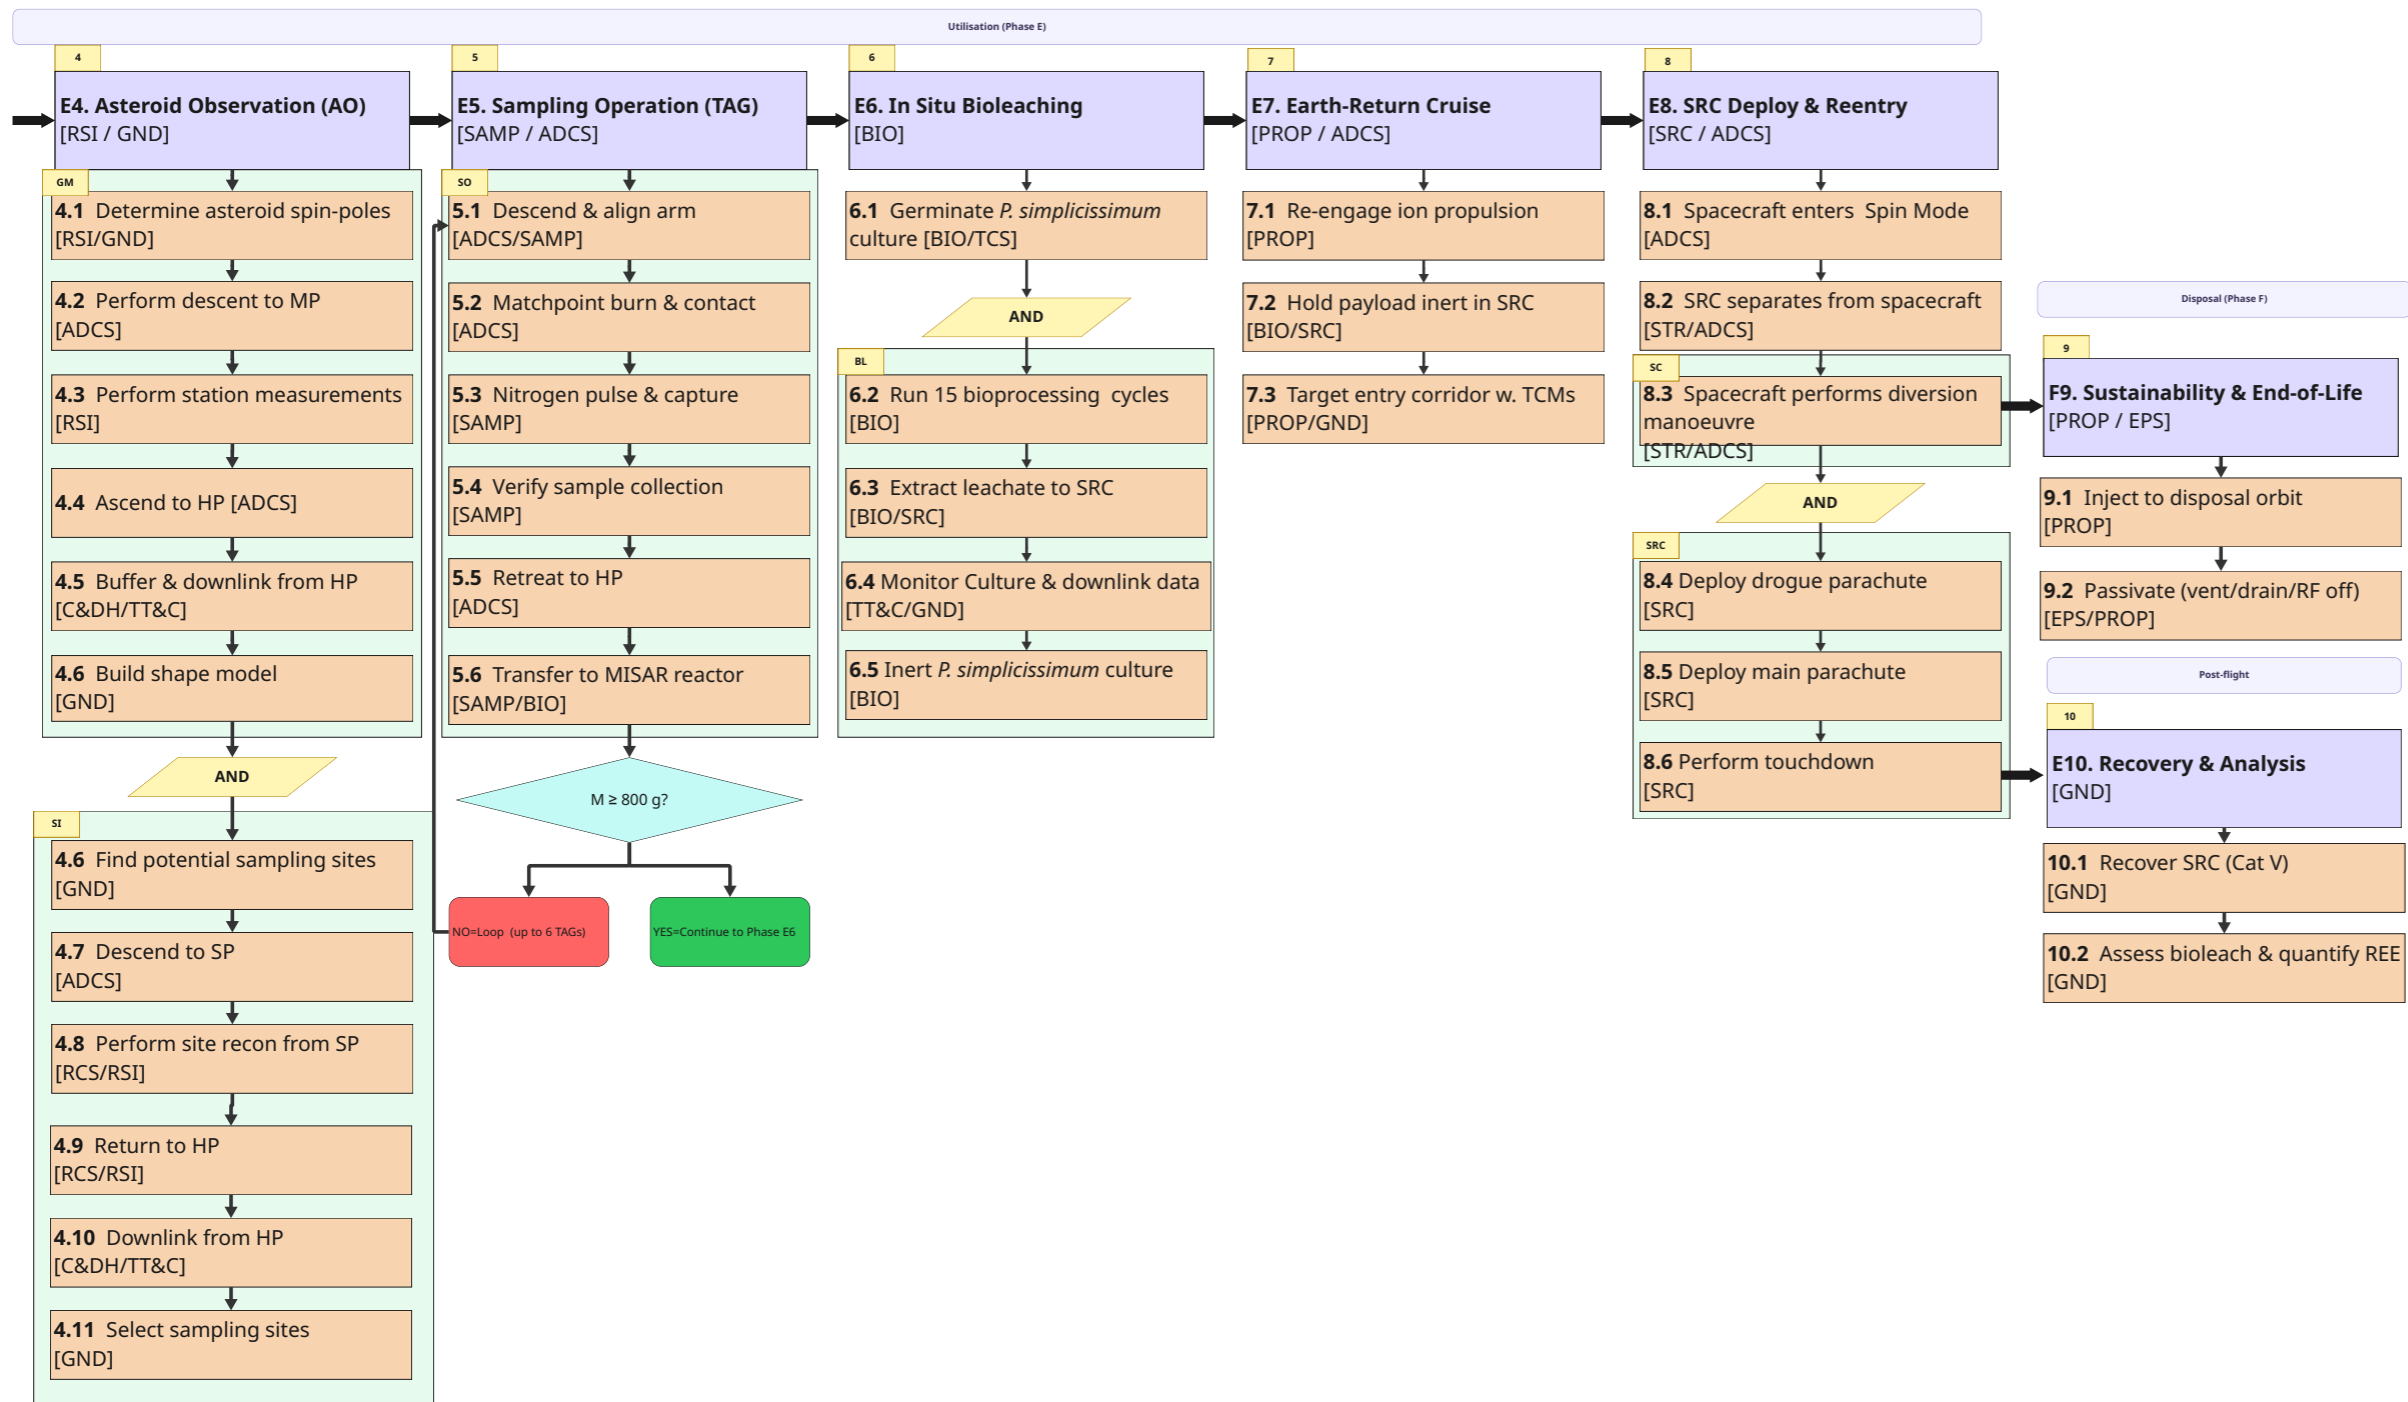 Utilisation (Phase E)
4
E4. Asteroid Observation (AO)
[RSI / GND]
GM
4.1 Determine asteroid spin-poles
[RSI/GND]
4.2 Perform descent to MP
[ADCS]
4.3 Perform station measurements
[RSI]
4.4 Ascend to HP [ADCS]
4.5 Buffer & downlink from HP
[C&DH/TT&C]
4.6 Build shape model
[GND]
AND
SI
4.6 Find potential sampling sites
[GND]
4.7 Descend to SP
[ADCS]
4.8 Perform site recon from SP
[RCS/RSI]
4.9 Return to HP
[RCS/RSI]
4.10 Downlink from HP
[C&DH/TT&C]
4.11 Select sampling sites
[GND]
5
E5. Sampling Operation (TAG)
[SAMP / ADCS]
SO
5.1 Descend & align arm
[ADCS/SAMP]
5.2 Matchpoint burn & contact
[ADCS]
5.3 Nitrogen pulse & capture
[SAMP]
5.4 Verify sample collection
[SAMP]
5.5 Retreat to HP
[ADCS]
5.6 Transfer to MISAR reactor
[SAMP/BIO]
M ≥ 800 g?
NO=Loop (up to 6 TAGs)
YES=Continue to Phase E6
6
E6. In Situ Bioleaching
[BIO]
6.1 Germinate P. simplicissimum
culture [BIO/TCS]
AND
BL
6.2 Run 15 bioprocessing cycles
[BIO]
6.3 Extract leachate to SRC
[BIO/SRC]
6.4 Monitor Culture & downlink data
[TT&C/GND]
6.5 Inert P. simplicissimum culture
[BIO]
7
E7. Earth-Return Cruise
[PROP / ADCS]
7.1 Re-engage ion propulsion
[PROP]
7.2 Hold payload inert in SRC
[BIO/SRC]
7.3 Target entry corridor w. TCMs
[PROP/GND]
8
E8. SRC Deploy & Reentry
[SRC / ADCS]
8.1 Spacecraft enters Spin Mode
[ADCS]
8.2 SRC separates from spacecraft
[STR/ADCS]
SC
8.3 Spacecraft performs diversion
manoeuvre
[STR/ADCS]
AND
SRC
8.4 Deploy drogue parachute
[SRC]
8.5 Deploy main parachute
[SRC]
8.6 Perform touchdown
[SRC]
Disposal (Phase F)
9
F9. Sustainability & End-of-Life
[PROP / EPS]
9.1 Inject to disposal orbit
[PROP]
9.2 Passivate (vent/drain/RF off)
[EPS/PROP]
Post-flight
10
E10. Recovery & Analysis
[GND]
10.1 Recover SRC (Cat V)
[GND]
10.2 Assess bioleach & quantify REE
[GND]